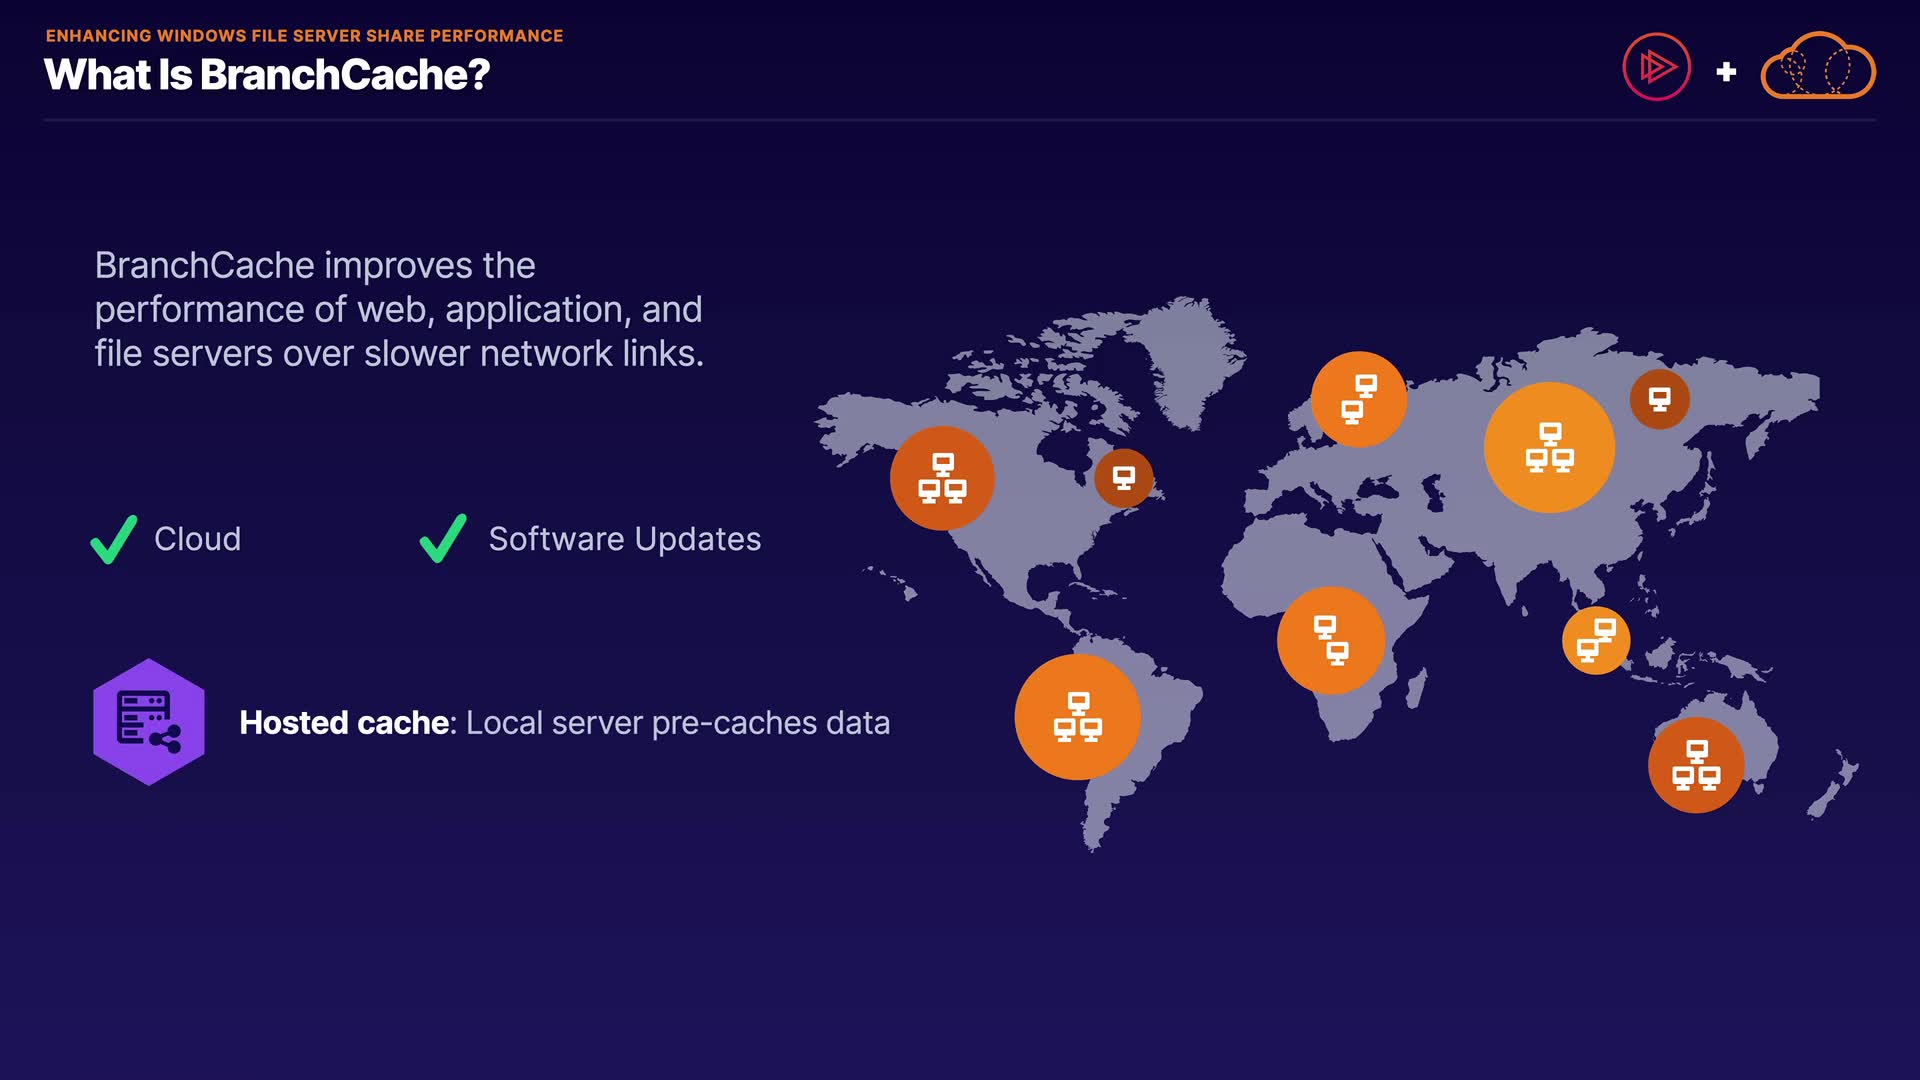 ENHANCING WINDOWS FILE SERVER SHARE PERFORMANCE
What Is BranchCache?
BranchCache improves the
performance of web, application, and
file servers over slower network links.
Cloud
Software Updates
Hosted cache: Local server pre-caches data